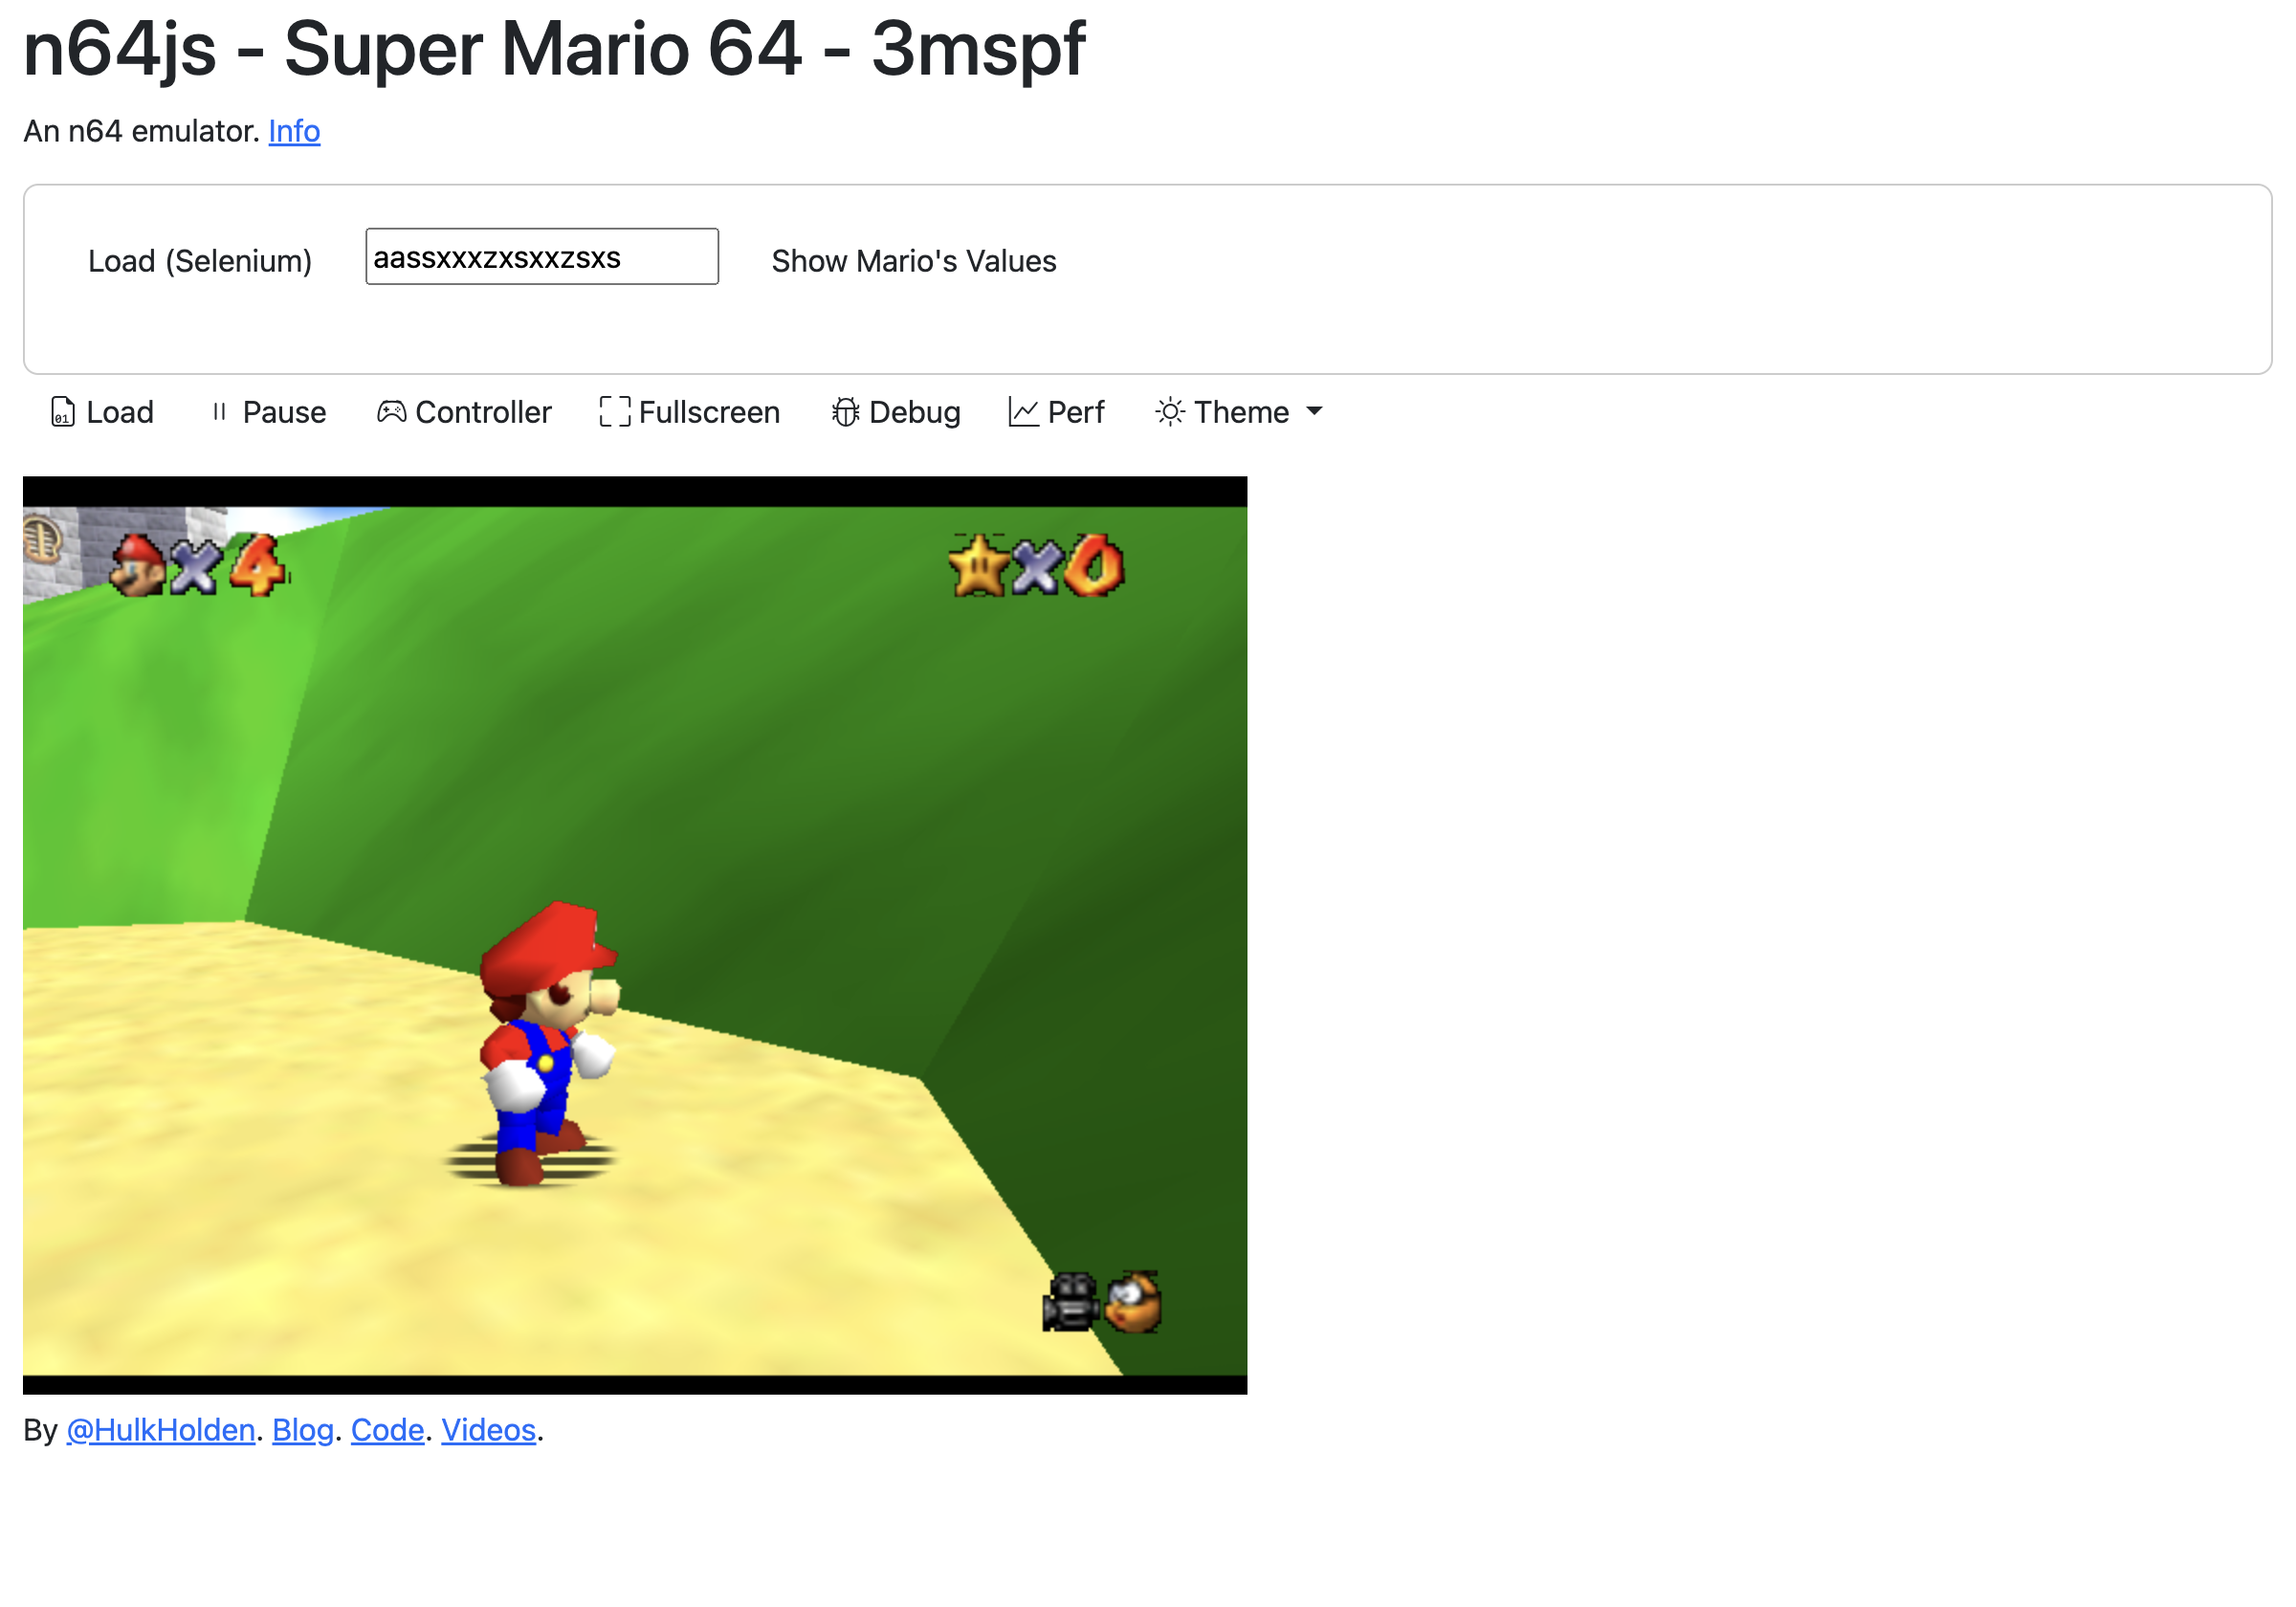 n64js - Super Mario 64 - 3mspf
An n64 emulator. Info
Load (Selenium) aassxxxzxsxxzsxs Show Mario's Values
Load Pause Controller Fullscreen Debug Perf Theme
×4 ×0
By @HulkHolden. Blog. Code. Videos.